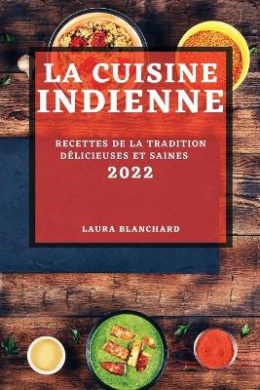 LA CUISINE
INDIENNE
RECETTES DE LA TRADITION
DÉLICIEUSES ET SAINES
2022
LAURA BLANCHARD